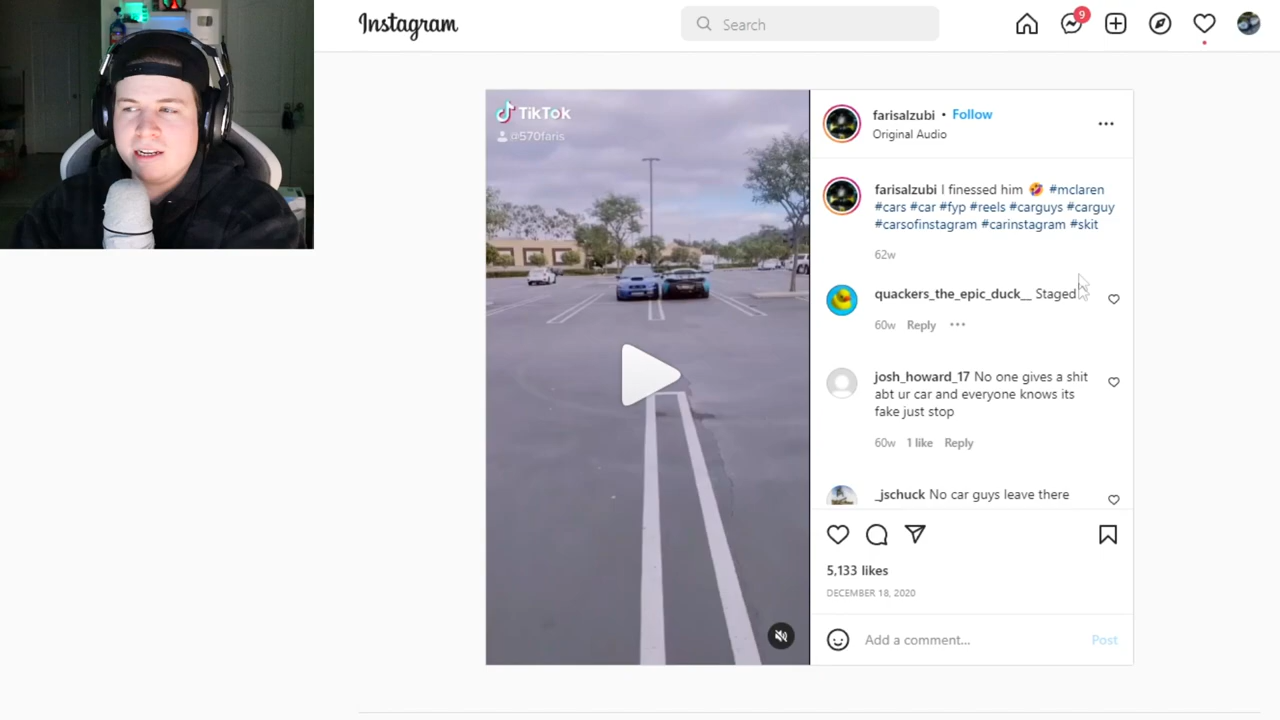 Instagram
Search
9
TikTok
@570faris
farisalzubi • Follow
Original Audio
farisalzubi I finessed him 🤣 #mclaren
#cars #car #fyp #reels #carguys #carguy
#carsofinstagram #carinstagram #skit
62w
quackers_the_epic_duck__ Staged
60w Reply •••
josh_howard_17 No one gives a shit
abt ur car and everyone knows its
fake just stop
60w 1 like Reply
_jschuck No car guys leave there
5,133 likes
DECEMBER 18, 2020
Add a comment...
Post